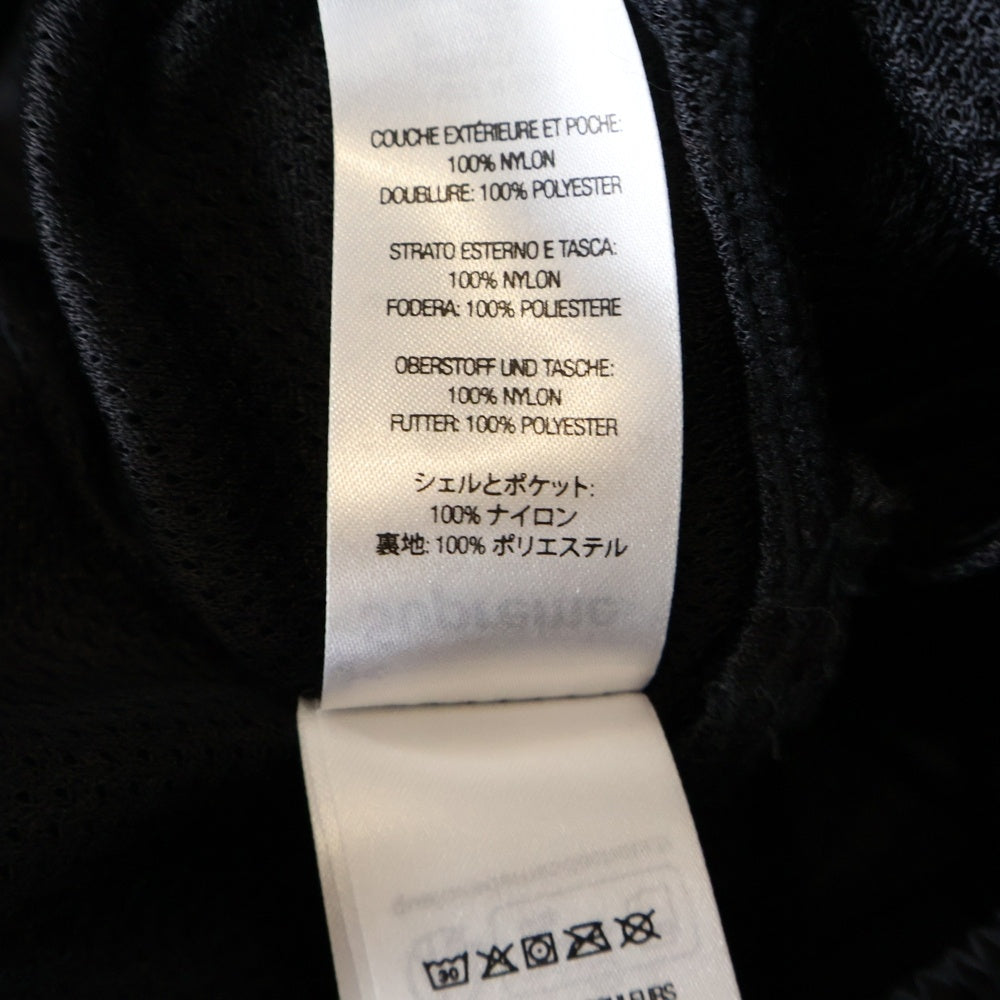 COUCHE EXTÉRIEURE ET POCHE:
100% NYLON
DOUBLURE: 100% POLYESTER
STRATO ESTERNO E TASCA:
100% NYLON
FODERA: 100% POLIESTERE
OBERSTOFF UND TASCHE:
100% NYLON
FUTTER: 100% POLYESTER
シェルとポケット:
100% ナイロン
裏地: 100% ポリエステル
30